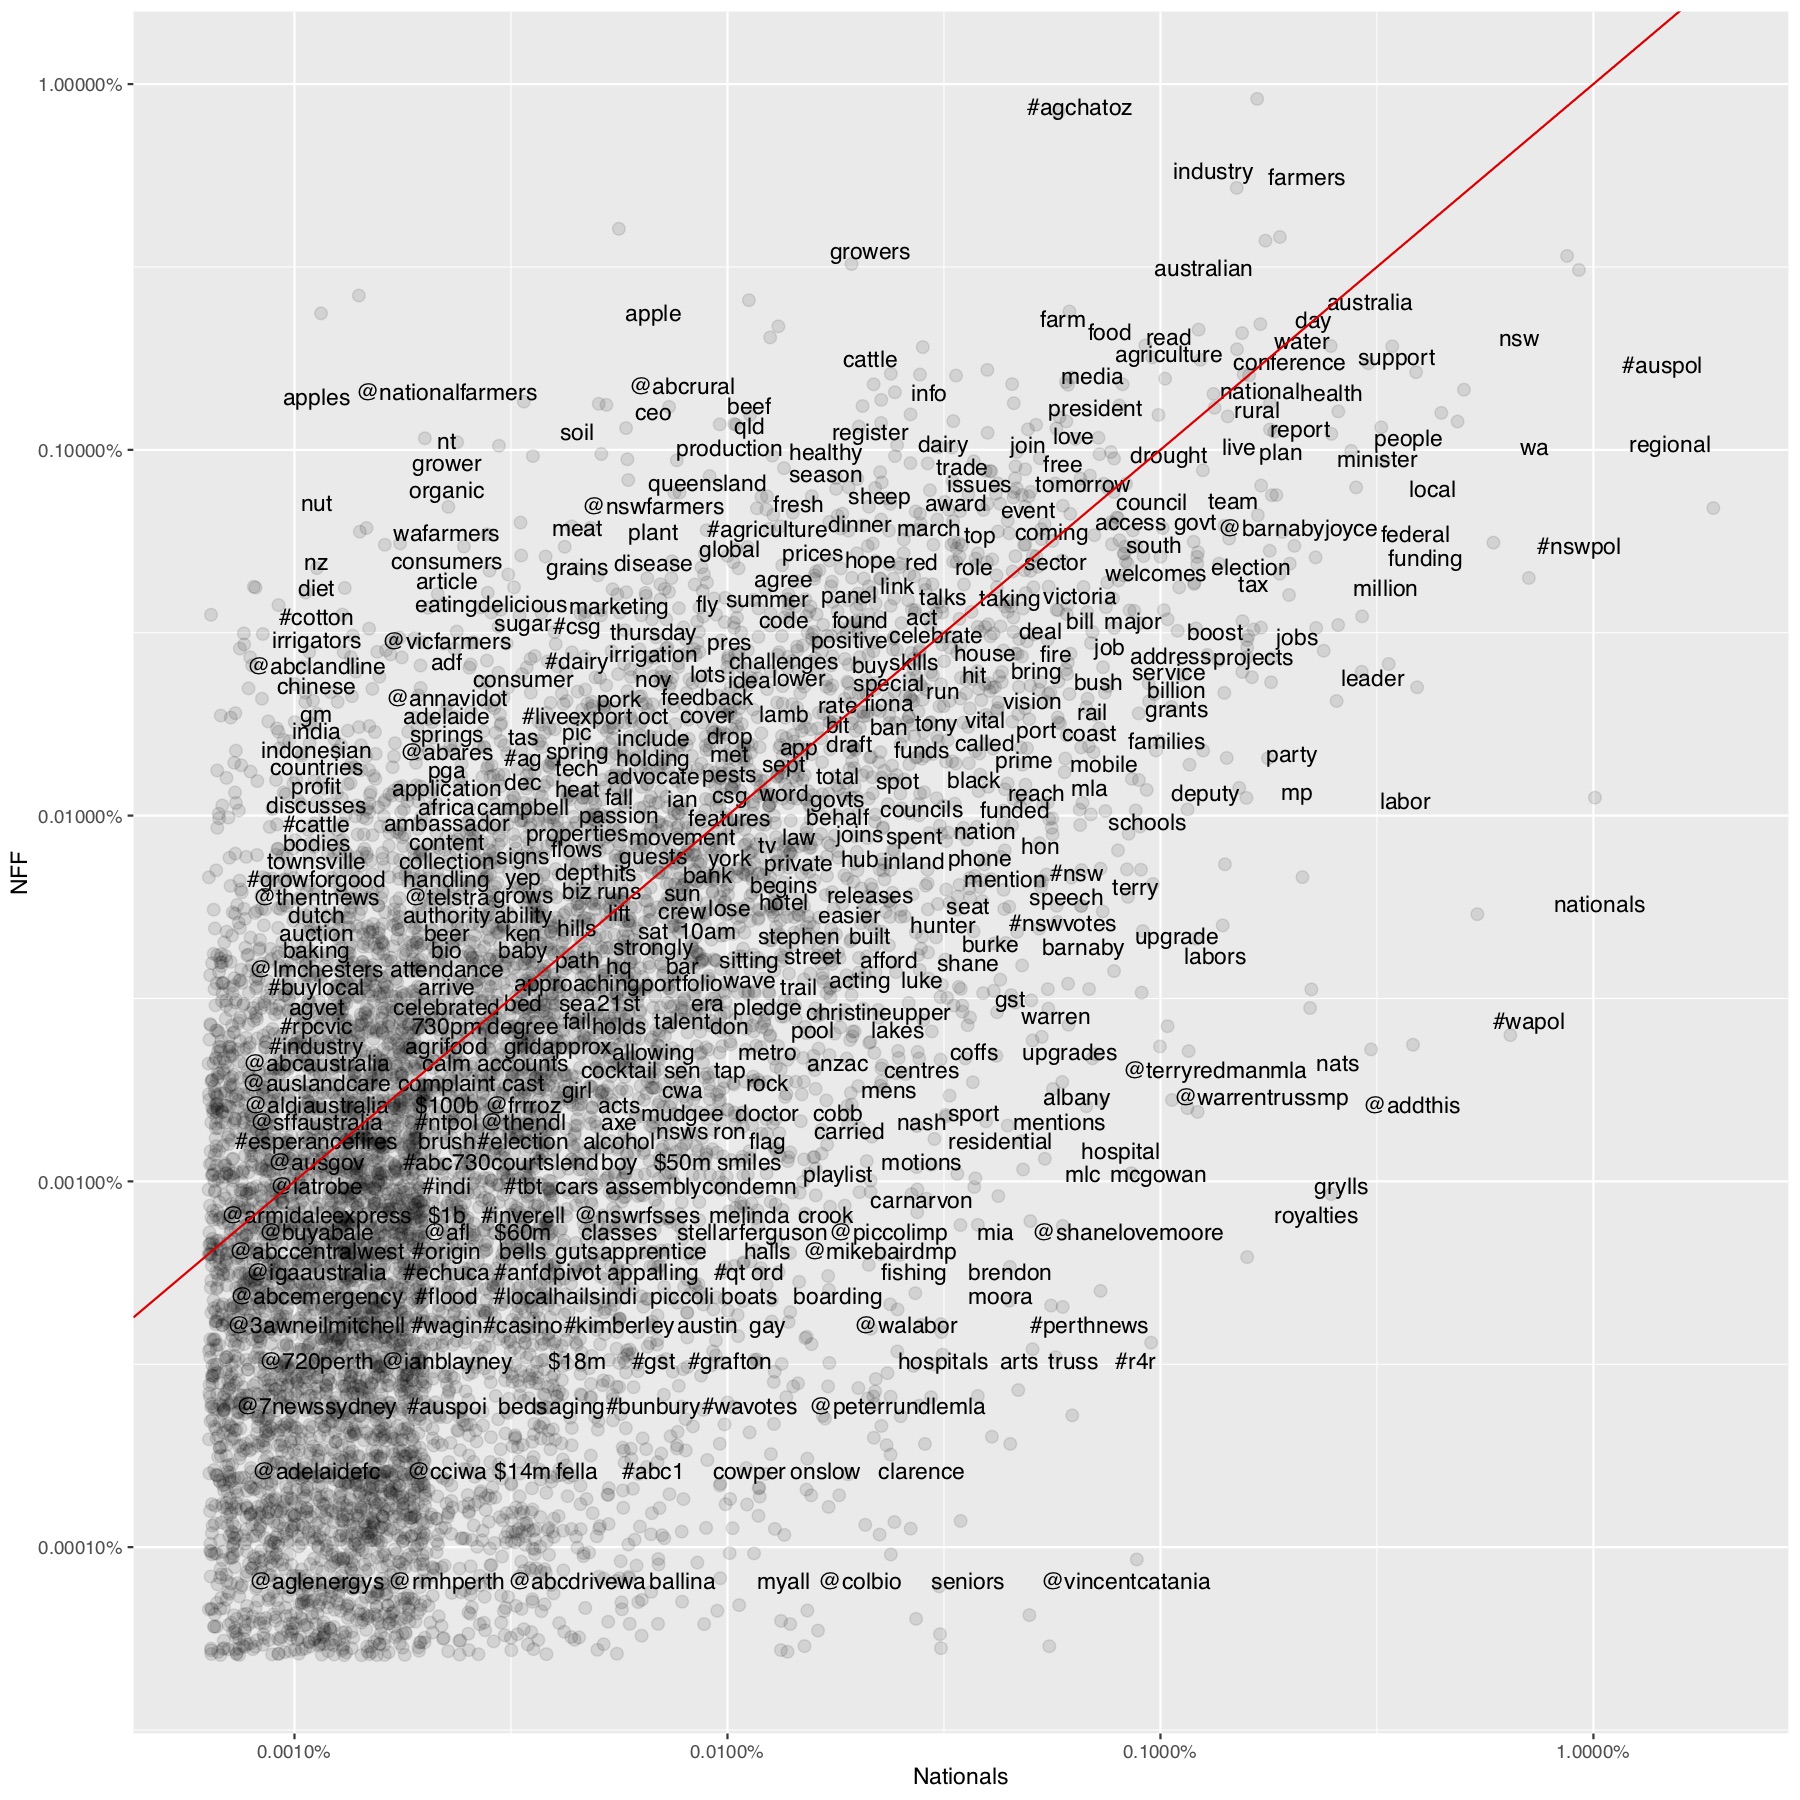 1.00000%
#agchatoz
industry farmers
growers
australian
australia
apple farm day
food read water nsw
cattle agriculture conference support #auspol
media
apples @nationalfarmers @abcrural info national health
ceo beef president rural
soil qld register love report people
nt production healthy dairy join drought live plan wa regional
0.10000%
grower season trade free minister
organic queensland sheep issues tomorrow local
nut @nswfarmers fresh award event council team
wafarmers meat plant #agriculture dinner march top coming access govt @barnabyjoyce federal
global prices south #nswpol
nz consumers grains disease hope red role sector welcomes election funding
diet article agree link tax million
eatingdelicious marketing fly summer panel talks taking victoria
#cotton sugar #csg code found act bill major
irrigators @vicfarmers thursday pres positive celebrate deal boost jobs
@abclandline adf #dairy irrigation challenges buy skills house fire job address projects
chinese consumer nov lots idea lower special hit bring bush service leader
@annavidot pork feedback run billion
gm adelaide #liveexport oct cover lamb rate fiona vision rail grants
india springs tas pic include drop bit ban tony vital port coast
indonesian @abares #ag spring holding met app draft funds called prime families party
countries pga tech advocate pests sept total spot black mobile
profit application dec heat fall ian csg word govts reach mla deputy mp labor
discusses africa campbell passion features behalf councils funded
0.01000%
#cattle ambassador properties movement law joins spent nation schools
bodies content flows tv hon
townsville collection signs guests york private hub inland phone
#growforgood handling yep depth hits bank begins mention #nsw terry
@thentnews @telstra grows biz runs sun hotel releases speech
dutch authority ability lift crew lose easier seat nationals
auction beer ken hills sat 10am stephen built hunter #nswvotes upgrade
baking bio baby strongly street burke barnaby labors
@lmchesters attendance path hq bar sitting afford shane
#buylocal arrive approaching portfolio wave trail acting luke
agvet celebrated bed sea 21st era pledge christine upper gst
#rpcvic 730pm degree fail holds talent don pool lakes warren #wapol
#industry agrifood grid approx allowing metro coffs upgrades
@abcaustralia calm accounts cocktail sen tap anzac centres @terryredmanmla nats
@auslandcare complaint cast girl cwa rock mens
@aldiaustralia $100b @frrroz acts mudgee doctor cobb sport albany @warrentrussmp @addthis
@sffaustralia #ntpol @thendl axe nsws ron carried nash mentions
#esperancefires brush #election alcohol flag residential
@ausgov #abc730 courts lend boy $50m smiles motions hospital
playlist mlc mcgowan
@latrobe #indi #tbt cars assembly condemn grylls
0.00100%
carnarvon
@armidaleexpress $1b #inverell @nswrfsses melinda crook royalties
@buyabale @afl $60m classes stellar ferguson @piccolimp mia @shanelovemoore
@abccentralwest #origin bells guts apprentice halls @mikebairdmp
@igaaustralia #echuca #anfd pivot appalling #qt ord fishing brendon
@abcemergency #flood #localhails indi piccoli boats boarding moora
@3awneilmitchell #wagin #casino #kimberley austin gay @walabor #perthnews
@720perth @ianblayney $18m #gst #grafton hospitals arts truss #r4r
@7newssydney #auspoi beds aging #bunbury #wavotes @peterrundlemla
@adelaidefc @cciwa $14m fella #abc1 cowper onslow clarence
0.00010%
@aglenergys @rmhperth @abcdrivewa ballina myall @colbio seniors @vincentcatania
NFF
0.0010% 0.0100% 0.1000% 1.0000%
Nationals